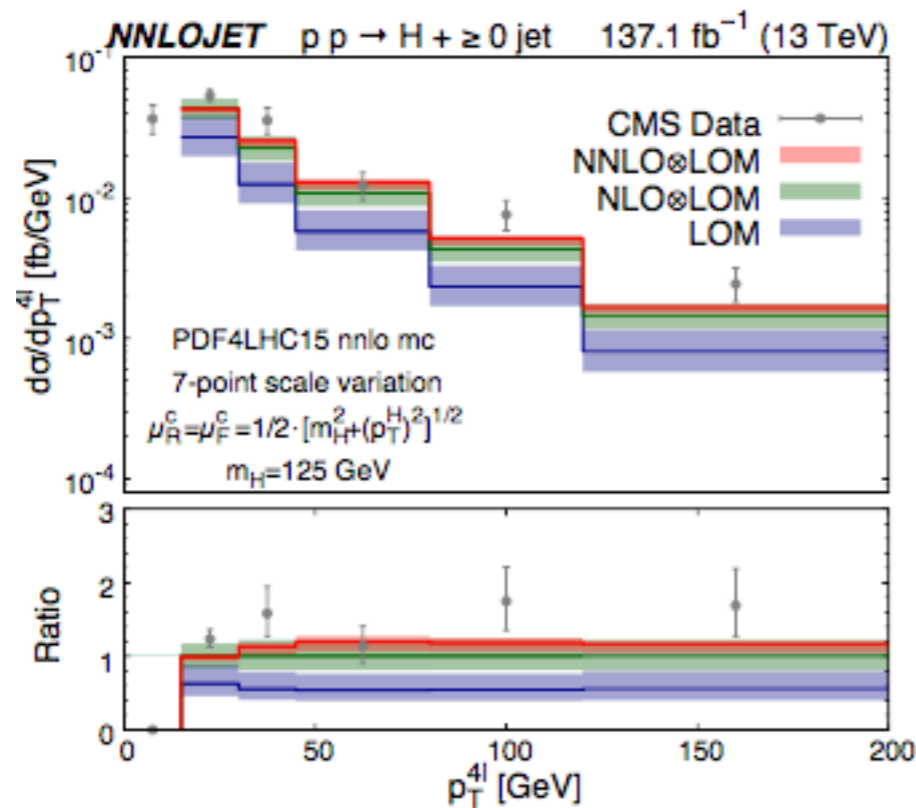 NNLOJET p p → H + ≥ 0 jet 137.1 fb⁻¹ (13 TeV)
10⁻¹
10⁻²
10⁻³
10⁻⁴
dσ/dp_T^4l [fb/GeV]
CMS Data
NNLO⊗LOM
NLO⊗LOM
LOM
PDF4LHC15 nnlo mc
7-point scale variation
μ_R^c=μ_F^c=1/2·[m_H^2+(p_T^H)^2]^1/2
m_H=125 GeV
3
2
1
0
Ratio
0 50 100 150 200
p_T^4l [GeV]